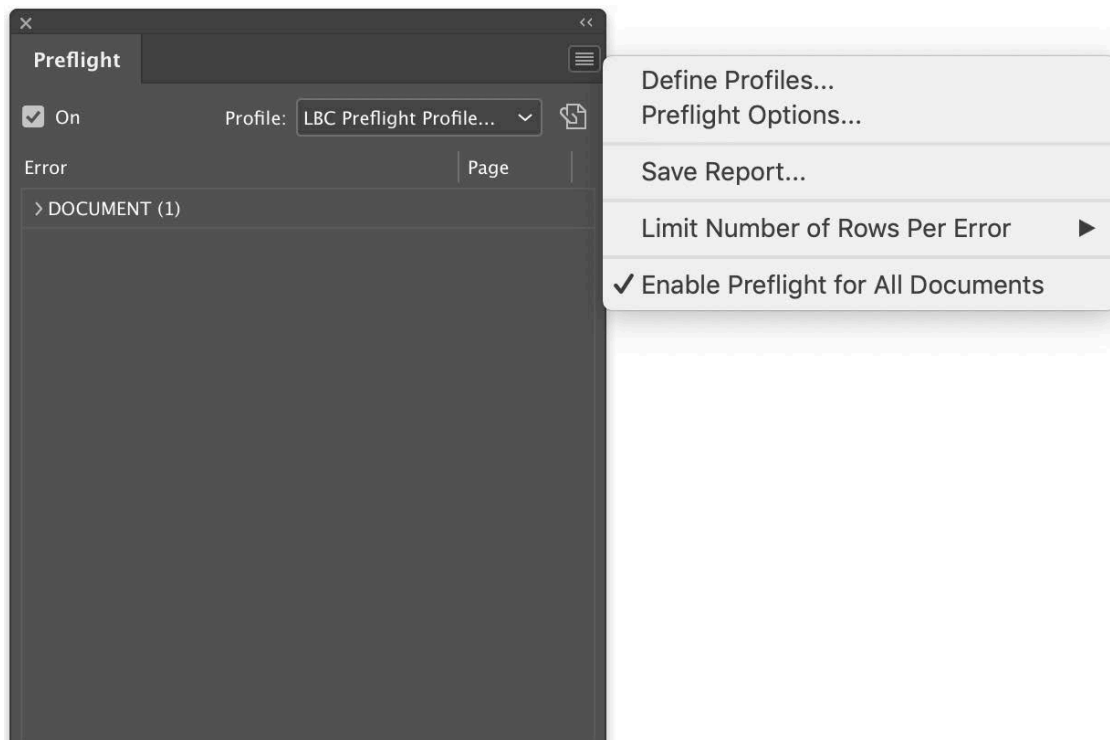 Preflight
On
Profile: LBC Preflight Profile...
Error Page
DOCUMENT (1)
Define Profiles...
Preflight Options...
Save Report...
Limit Number of Rows Per Error
Enable Preflight for All Documents